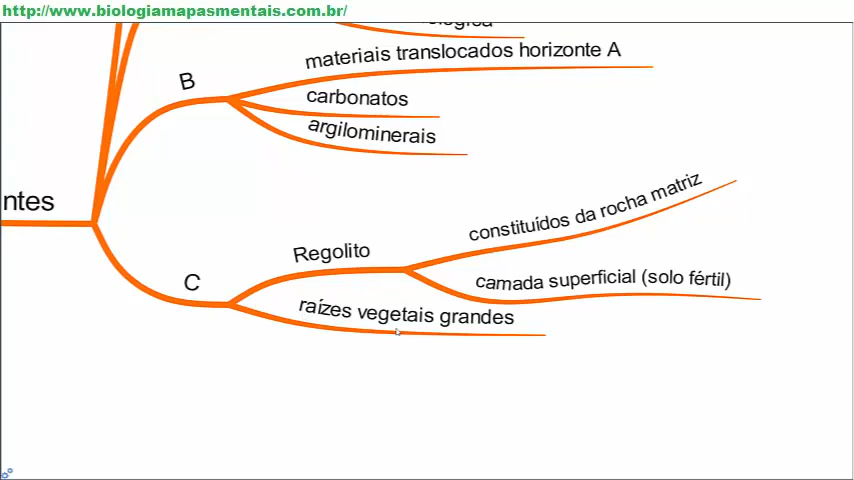 http://www.biologiamapasmentais.com.br/
materiais translocados horizonte A
B
carbonatos
argilominerais
ntes
constituídos da rocha matriz
Regolito
C
camada superficial (solo fértil)
raízes vegetais grandes